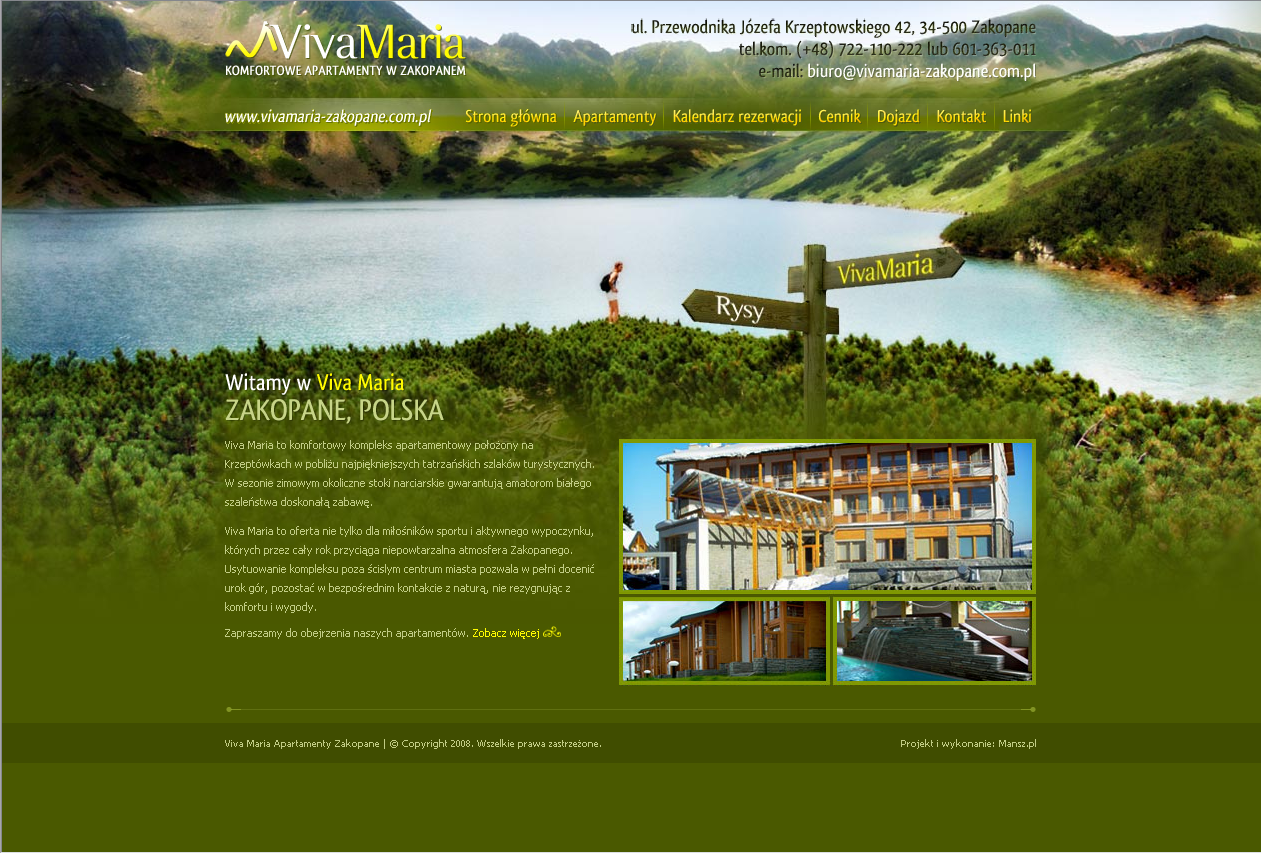 VivaMaria
KOMFORTOWE APARTAMENTY W ZAKOPANEM
ul. Przewodnika Józefa Krzeptowskiego 42, 34-500 Zakopane
tel.kom. (+48) 722-110-222 lub 601-363-011
e-mail: biuro@vivamaria-zakopane.com.pl
www.vivamaria-zakopane.com.pl Strona główna Apartamenty Kalendarz rezerwacji Cennik Dojazd Kontakt Linki
VivaMaria
Rysy
Witamy w Viva Maria
ZAKOPANE, POLSKA
Viva Maria to komfortowy kompleks apartamentowy położony na
Krzeptówkach w pobliżu najpiękniejszych tatrzańskich szlaków turystycznych.
W sezonie zimowym okoliczne stoki narciarskie gwarantują amatorom białego
szaleństwa doskonałą zabawę.
Viva Maria to oferta nie tylko dla miłośników sportu i aktywnego wypoczynku,
których przez cały rok przyciąga niepowtarzalna atmosfera Zakopanego.
Usytuowanie kompleksu poza ścisłym centrum miasta pozwala w pełni docenić
urok gór, pozostać w bezpośrednim kontakcie z naturą, nie rezygnując z
komfortu i wygody.
Zapraszamy do obejrzenia naszych apartamentów. Zobacz więcej
Viva Maria Apartamenty Zakopane | © Copyright 2008. Wszelkie prawa zastrzeżone.
Projekt i wykonanie: Mansz.pl